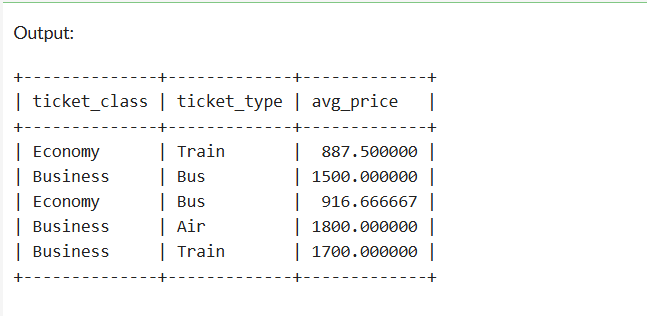 Output:
+--------------+-------------+-------------+
| ticket_class | ticket_type | avg_price   |
+--------------+-------------+-------------+
| Economy      | Train       |  887.500000 |
| Business     | Bus         | 1500.000000 |
| Economy      | Bus         |  916.666667 |
| Business     | Air         | 1800.000000 |
| Business     | Train       | 1700.000000 |
+--------------+-------------+-------------+